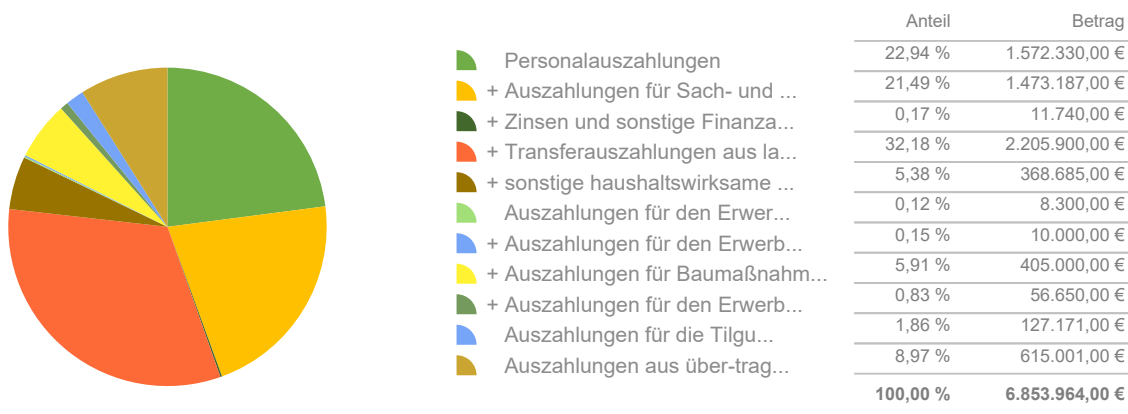 Anteil Betrag
Personalauszahlungen 22,94 % 1.572.330,00 €
+ Auszahlungen für Sach- und ... 21,49 % 1.473.187,00 €
+ Zinsen und sonstige Finanza... 0,17 % 11.740,00 €
+ Transferauszahlungen aus la... 32,18 % 2.205.900,00 €
+ sonstige haushaltswirksame ... 5,38 % 368.685,00 €
Auszahlungen für den Erwer... 0,12 % 8.300,00 €
+ Auszahlungen für den Erwerb... 0,15 % 10.000,00 €
+ Auszahlungen für Baumaßnahm... 5,91 % 405.000,00 €
+ Auszahlungen für den Erwerb... 0,83 % 56.650,00 €
Auszahlungen für die Tilgu... 1,86 % 127.171,00 €
Auszahlungen aus über-trag... 8,97 % 615.001,00 €
100,00 % 6.853.964,00 €